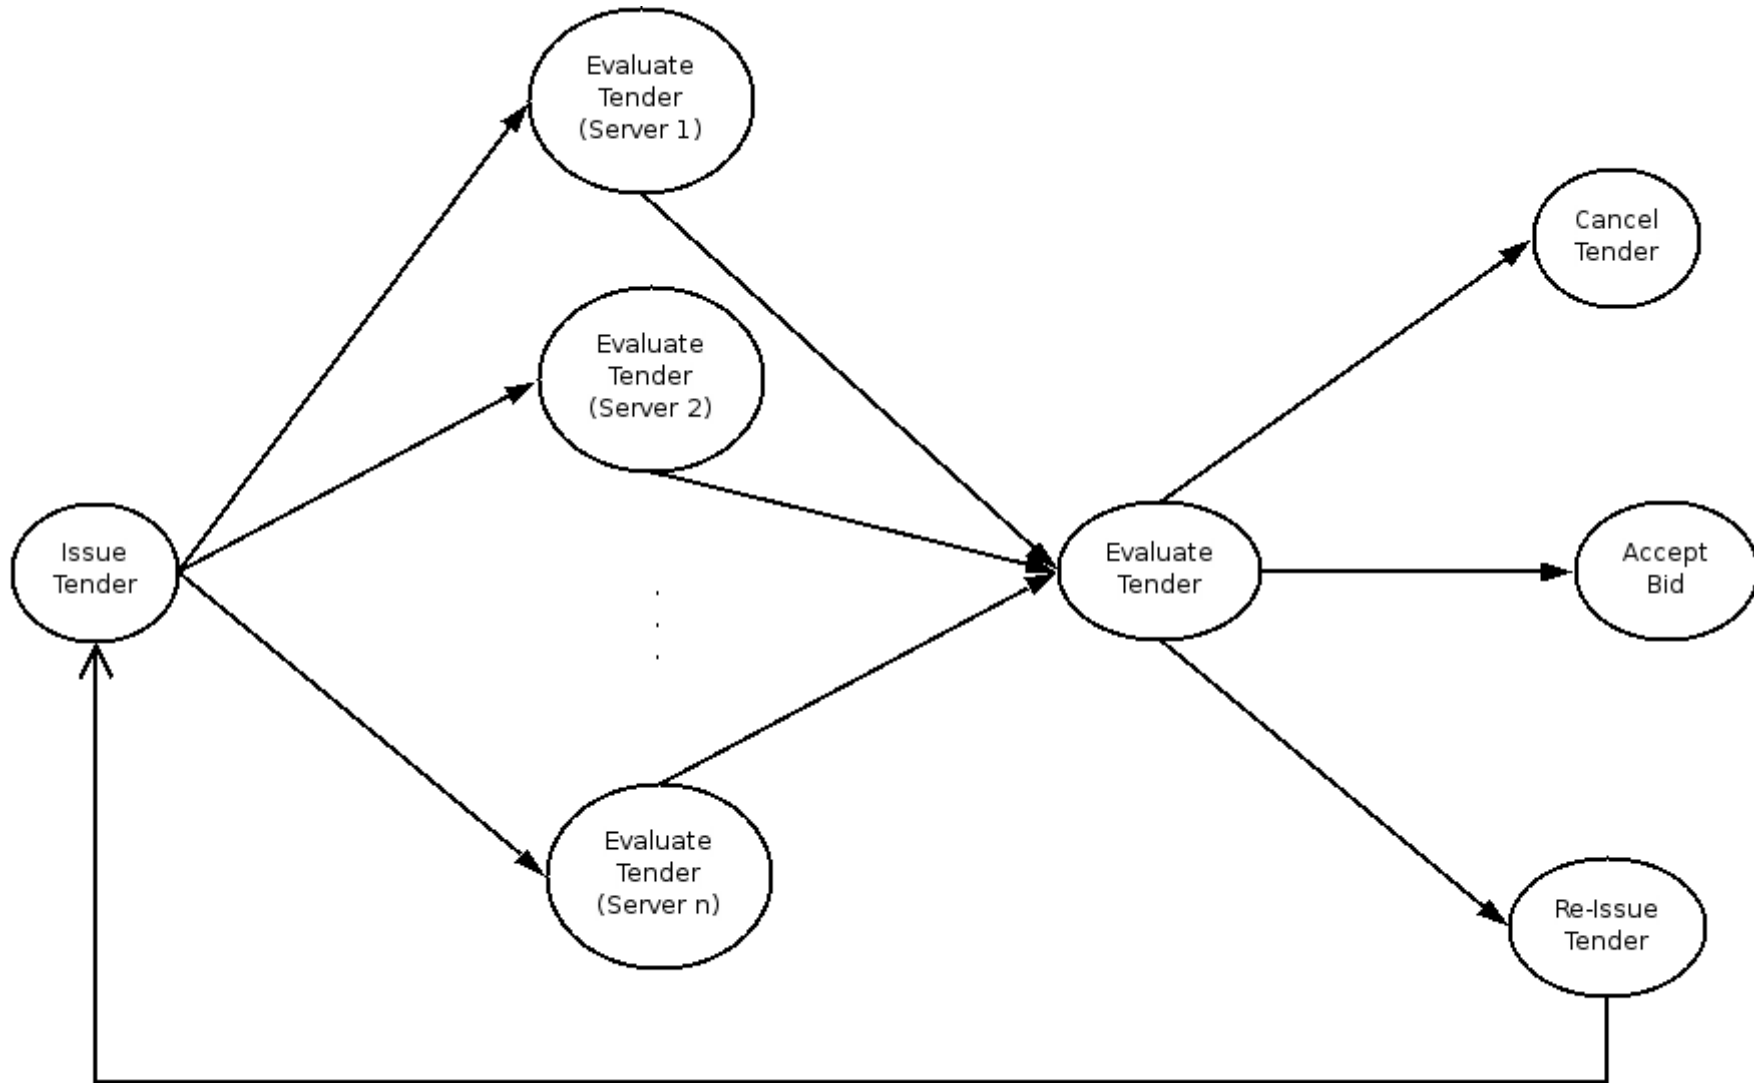 Evaluate
Tender
(Server 1)
Cancel
Tender
Evaluate
Tender
(Server 2)
Issue
Tender
Evaluate
Tender
Accept
Bid
Evaluate
Tender
(Server n)
Re-Issue
Tender